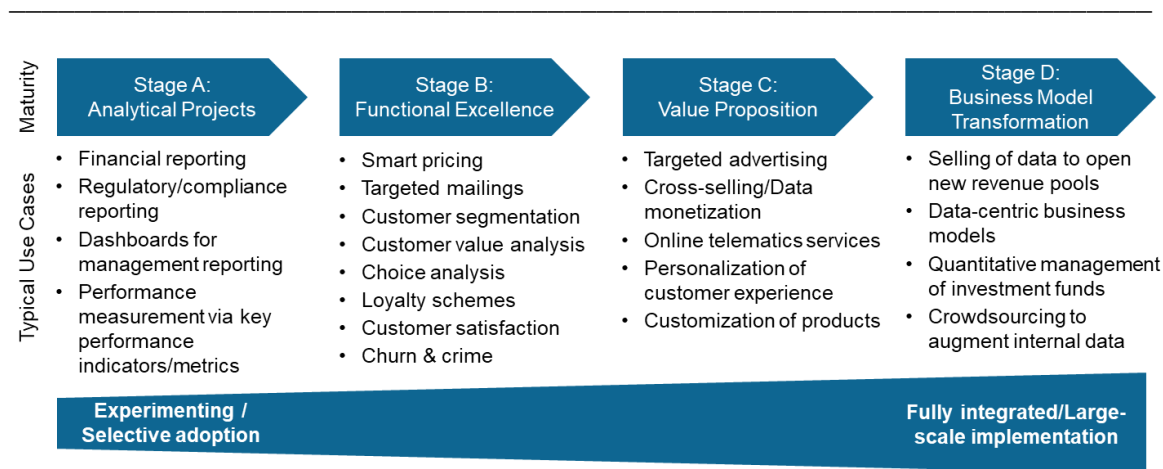 Maturity
Stage A:
Analytical Projects
Stage B:
Functional Excellence
Stage C:
Value Proposition
Stage D:
Business Model
Transformation
Typical Use Cases
• Financial reporting
• Regulatory/compliance
reporting
• Dashboards for
management reporting
• Performance
measurement via key
performance
indicators/metrics
• Smart pricing
• Targeted mailings
• Customer segmentation
• Customer value analysis
• Choice analysis
• Loyalty schemes
• Customer satisfaction
• Churn & crime
• Targeted advertising
• Cross-selling/Data
monetization
• Online telematics services
• Personalization of
customer experience
• Customization of products
• Selling of data to open
new revenue pools
• Data-centric business
models
• Quantitative management
of investment funds
• Crowdsourcing to
augment internal data
Experimenting /
Selective adoption
Fully integrated/Large-
scale implementation